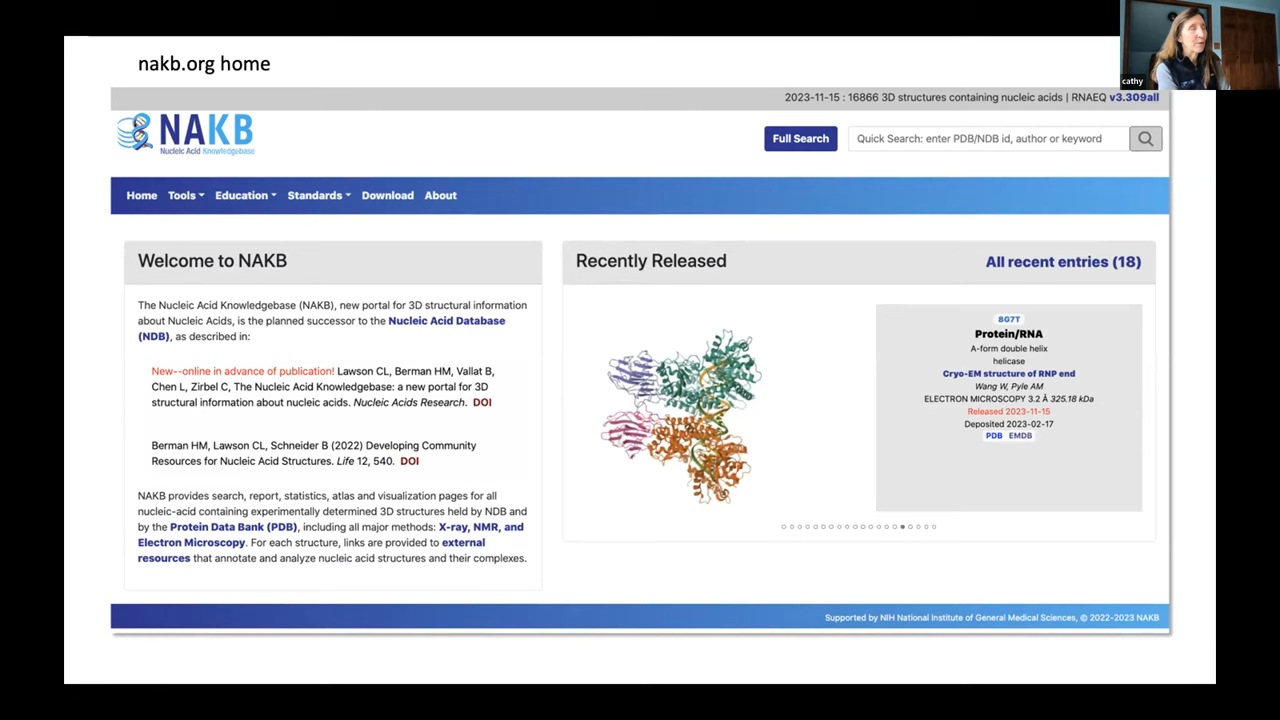 nakb.org home
cathy
2023-11-15 : 16866 3D structures containing nucleic acids | RNAEQ v3.309all
NAKB
Nucleic Acid Knowledgebase
Full Search
Quick Search: enter PDB/NDB id, author or keyword
Home Tools Education Standards Download About
Welcome to NAKB
The Nucleic Acid Knowledgebase (NAKB), new portal for 3D structural information
about Nucleic Acids, is the planned successor to the Nucleic Acid Database
(NDB), as described in:
New--online in advance of publication! Lawson CL, Berman HM, Vallat B,
Chen L, Zirbel C, The Nucleic Acid Knowledgebase: a new portal for 3D
structural information about nucleic acids. Nucleic Acids Research. DOI
Berman HM, Lawson CL, Schneider B (2022) Developing Community
Resources for Nucleic Acid Structures. Life 12, 540. DOI
NAKB provides search, report, statistics, atlas and visualization pages for all
nucleic-acid containing experimentally determined 3D structures held by NDB and
by the Protein Data Bank (PDB), including all major methods: X-ray, NMR, and
Electron Microscopy. For each structure, links are provided to external
resources that annotate and analyze nucleic acid structures and their complexes.
Recently Released
All recent entries (18)
8G7T
Protein/RNA
A-form double helix
helicase
Cryo-EM structure of RNP end
Wang W, Pyle AM
ELECTRON MICROSCOPY 3.2 Å 325.18 kDa
Released 2023-11-15
Deposited 2023-02-17
PDB EMDB
Supported by NIH National Institute of General Medical Sciences, © 2022-2023 NAKB